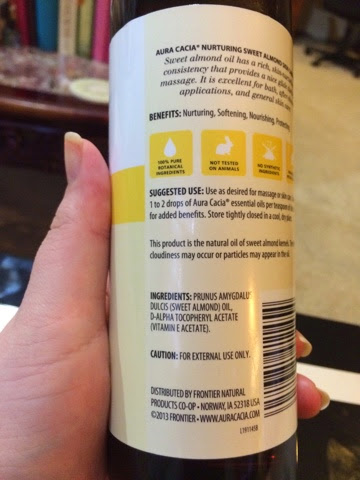 AURA CACIA® NURTURING SWEET ALMOND
Sweet almond oil has a rich,
consistency that provides a nice
massage. It is excellent for bath,
applications, and general skin
BENEFITS: Nurturing, Softening, Nourishing, Protecting
100% PURE
BOTANICAL
INGREDIENTS
NOT TESTED
ON ANIMALS
NO SYNTHETIC
INGREDIENTS
SUGGESTED USE: Use as desired for massage or skin
1 to 2 drops of Aura Cacia® essential oils per teaspoon
for added benefits. Store tightly closed in a cool, dry
This product is the natural oil of sweet almond kernels.
cloudiness may occur or particles may appear in the oil.
INGREDIENTS: PRUNUS AMYGDALU
DULCIS (SWEET ALMOND) OIL,
D-ALPHA TOCOPHERYL ACETATE
(VITAMIN E ACETATE).
CAUTION: FOR EXTERNAL USE ONLY.
DISTRIBUTED BY FRONTIER NATURAL
PRODUCTS CO-OP • NORWAY, IA 52318 USA
©2013 FRONTIER • WWW.AURACACIA.COM